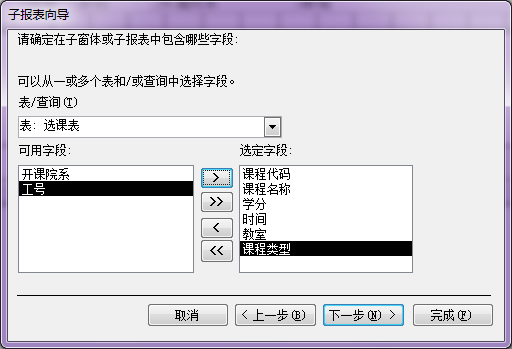 子报表向导
请确定在子窗体或子报表中包含哪些字段:
可以从一或多个表和/或查询中选择字段。
表/查询(T)
表: 选课表
可用字段:
选定字段:
开课院系
工号
>
>>
<
<<
课程代码
课程名称
学分
时间
教室
课程类型
取消
< 上一步(B)
下一步(N) >
完成(F)